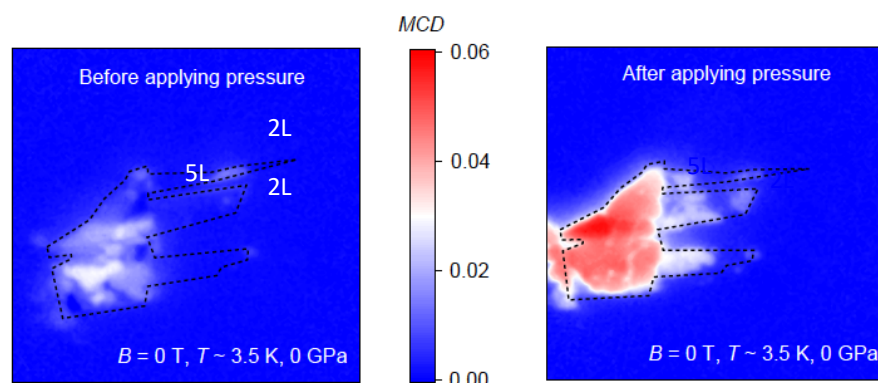 MCD
Before applying pressure
2L
5L
2L
B = 0 T, T ~ 3.5 K, 0 GPa
0.06
0.04
0.02
0.00
After applying pressure
5L
B = 0 T, T ~ 3.5 K, 0 GPa